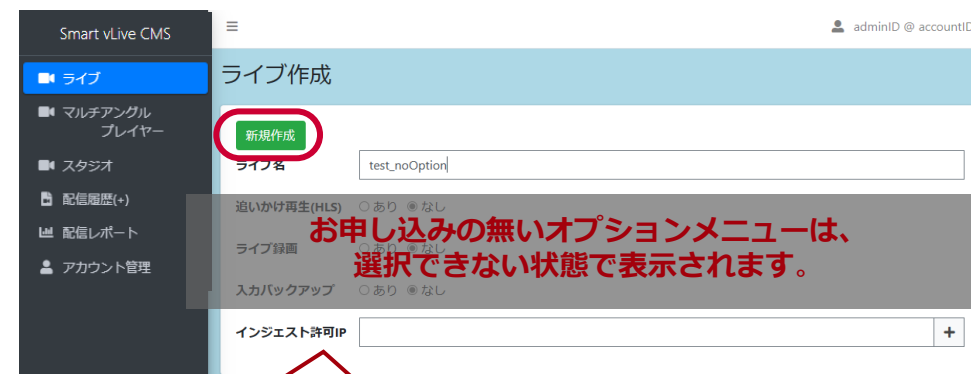 Smart vLive CMS
adminID @ accountID
ライブ
ライブ作成
マルチアングル
プレイヤー
新規作成
ライブ名
test_noOption
スタジオ
配信履歴(+)
追いかけ再生(HLS)
あり
なし
お申し込みの無いオプションメニューは、
配信レポート
ライブ録画
あり
なし
選択できない状態で表示されます。
アカウント管理
入力バックアップ
あり
なし
インジェスト許可IP
+